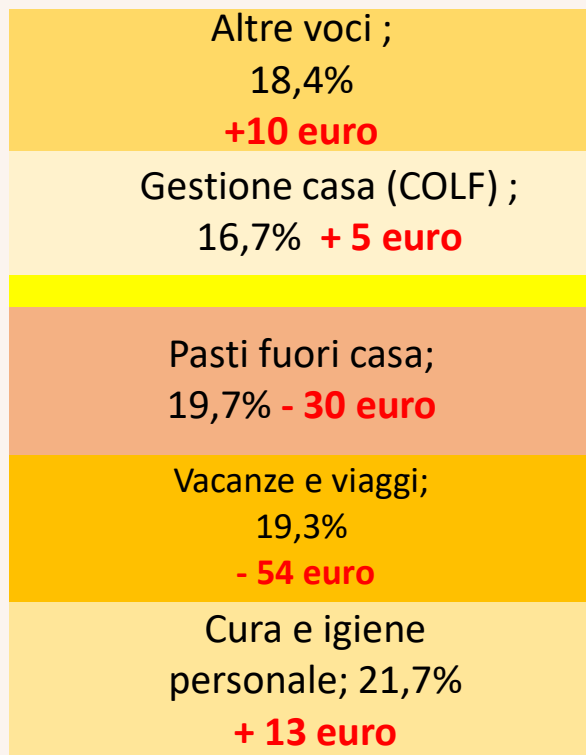 Altre voci ;
18,4%
+10 euro
Gestione casa (COLF) ;
16,7% + 5 euro
Pasti fuori casa;
19,7% - 30 euro
Vacanze e viaggi;
19,3%
- 54 euro
Cura e igiene
personale; 21,7%
+ 13 euro